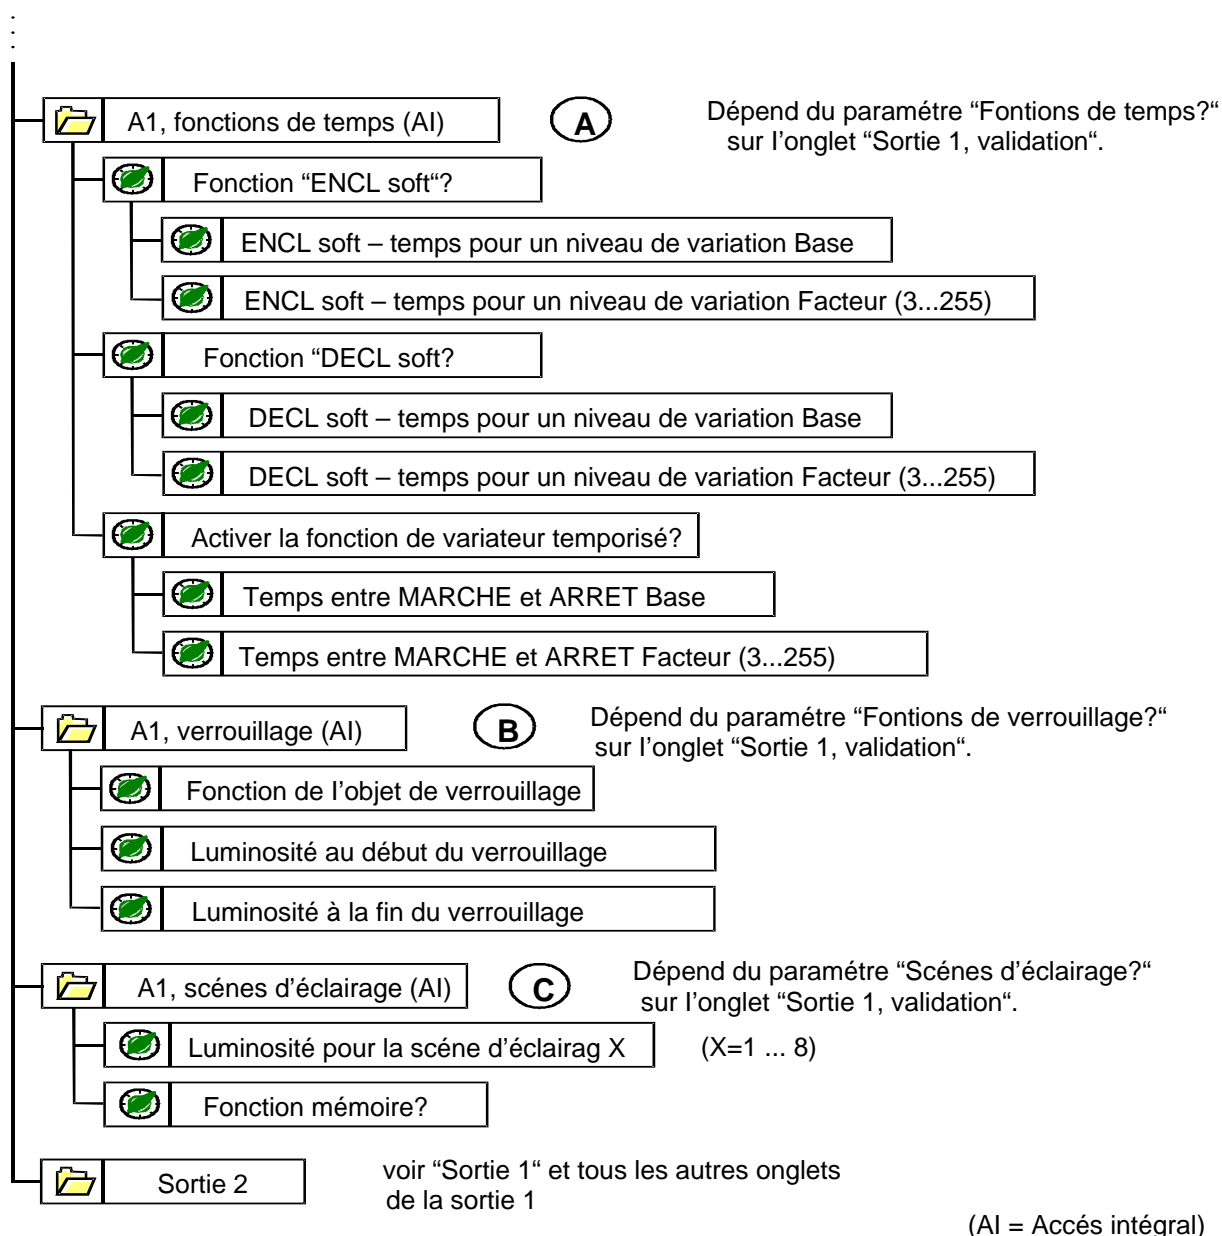 A1, fonctions de temps (AI)
A
Dépend du paramétre “Fontions de temps?“
sur l’onglet “Sortie 1, validation“.
Fonction “ENCL soft“?
ENCL soft – temps pour un niveau de variation Base
ENCL soft – temps pour un niveau de variation Facteur (3...255)
Fonction “DECL soft?
DECL soft – temps pour un niveau de variation Base
DECL soft – temps pour un niveau de variation Facteur (3...255)
Activer la fonction de variateur temporisé?
Temps entre MARCHE et ARRET Base
Temps entre MARCHE et ARRET Facteur (3...255)
A1, verrouillage (AI)
B
Dépend du paramétre “Fontions de verrouillage?“
sur l’onglet “Sortie 1, validation“.
Fonction de l’objet de verrouillage
Luminosité au début du verrouillage
Luminosité à la fin du verrouillage
A1, scénes d’éclairage (AI)
C
Dépend du paramétre “Scénes d’éclairage?“
sur l’onglet “Sortie 1, validation“.
Luminosité pour la scéne d’éclairag X
(X=1 ... 8)
Fonction mémoire?
Sortie 2
voir “Sortie 1“ et tous les autres onglets
de la sortie 1
(AI = Accés intégral)